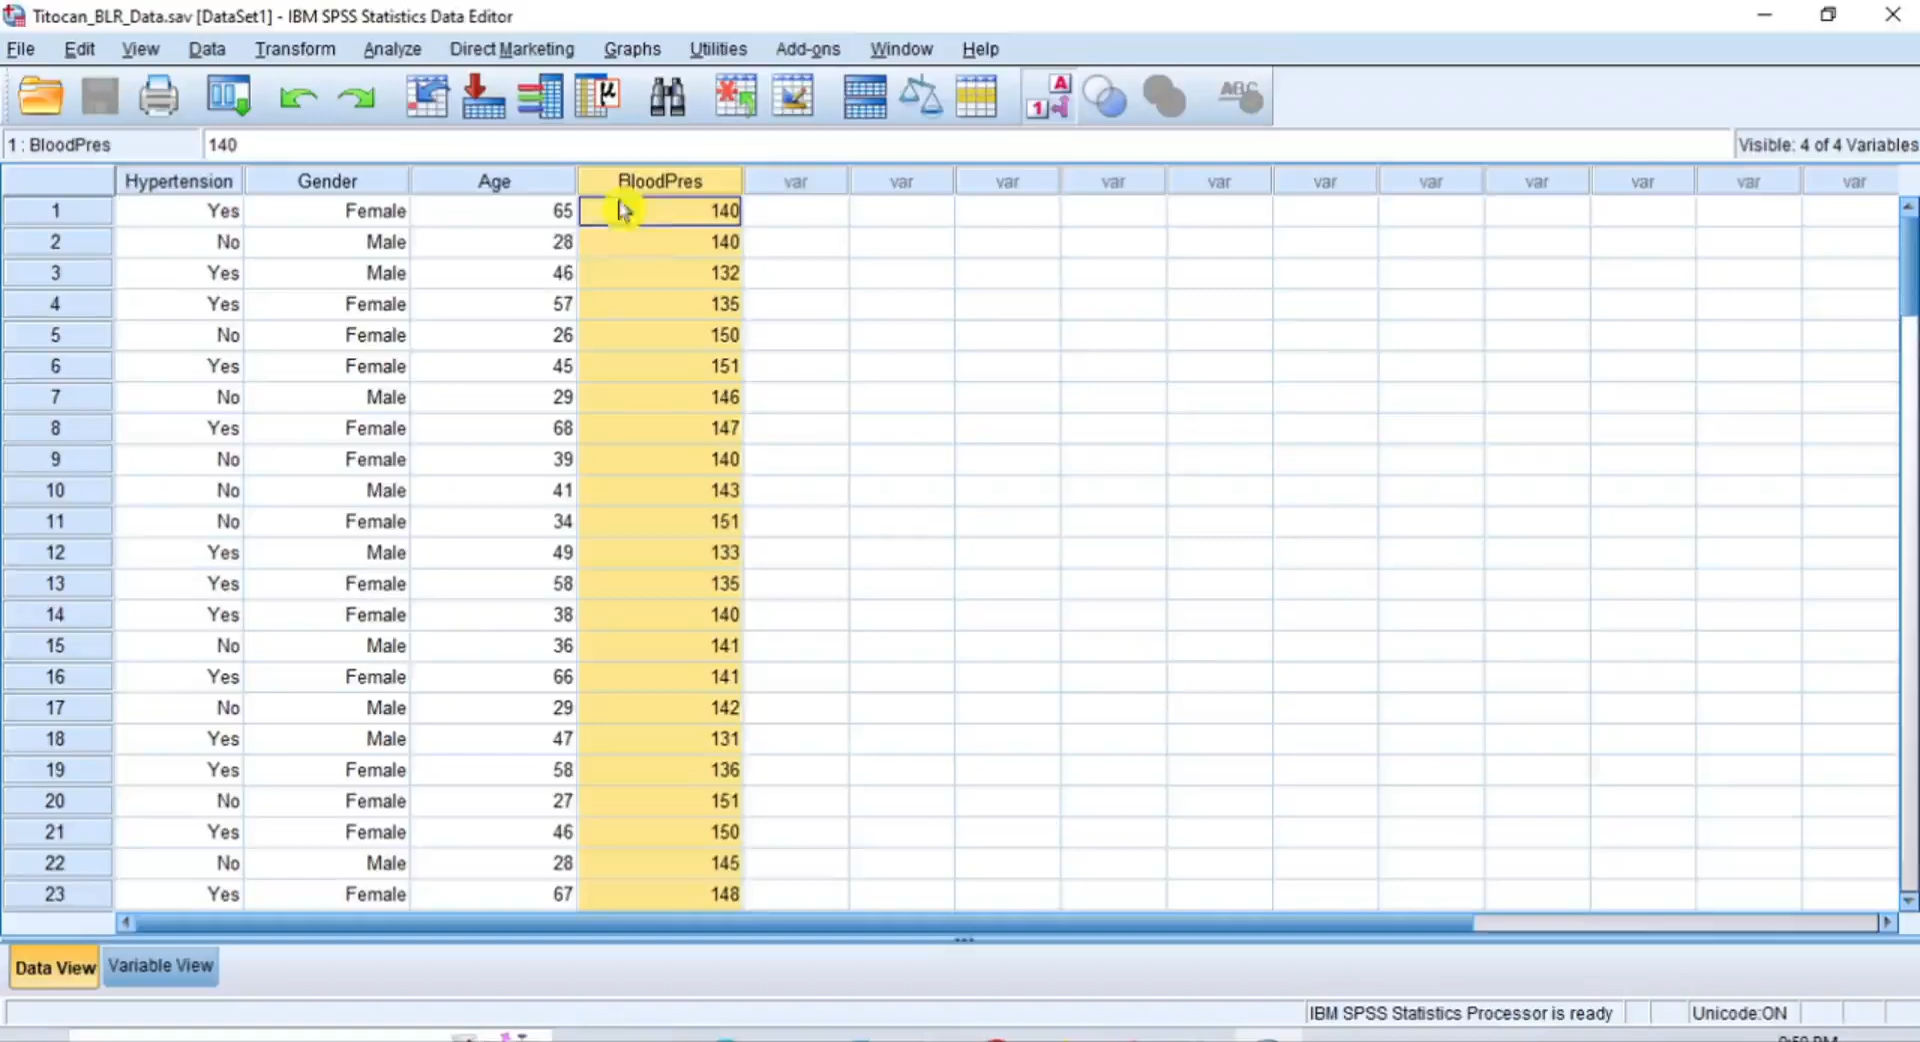 Titocan_BLR_Data.sav [DataSet1] - IBM SPSS Statistics Data Editor
File Edit View Data Transform Analyze Direct Marketing Graphs Utilities Add-ons Window Help
μ A 1 ABC
1 : BloodPres 140 Visible: 4 of 4 Variables
Hypertension Gender Age BloodPres var var var var var var var var var var var
1 Yes Female 65 140
2 No Male 28 140
3 Yes Male 46 132
4 Yes Female 57 135
5 No Female 26 150
6 Yes Female 45 151
7 No Male 29 146
8 Yes Female 68 147
9 No Female 39 140
10 No Male 41 143
11 No Female 34 151
12 Yes Male 49 133
13 Yes Female 58 135
14 Yes Female 38 140
15 No Male 36 141
16 Yes Female 66 141
17 No Male 29 142
18 Yes Male 47 131
19 Yes Female 58 136
20 No Female 27 151
21 Yes Female 46 150
22 No Male 28 145
23 Yes Female 67 148
Data View Variable View
IBM SPSS Statistics Processor is ready Unicode:ON